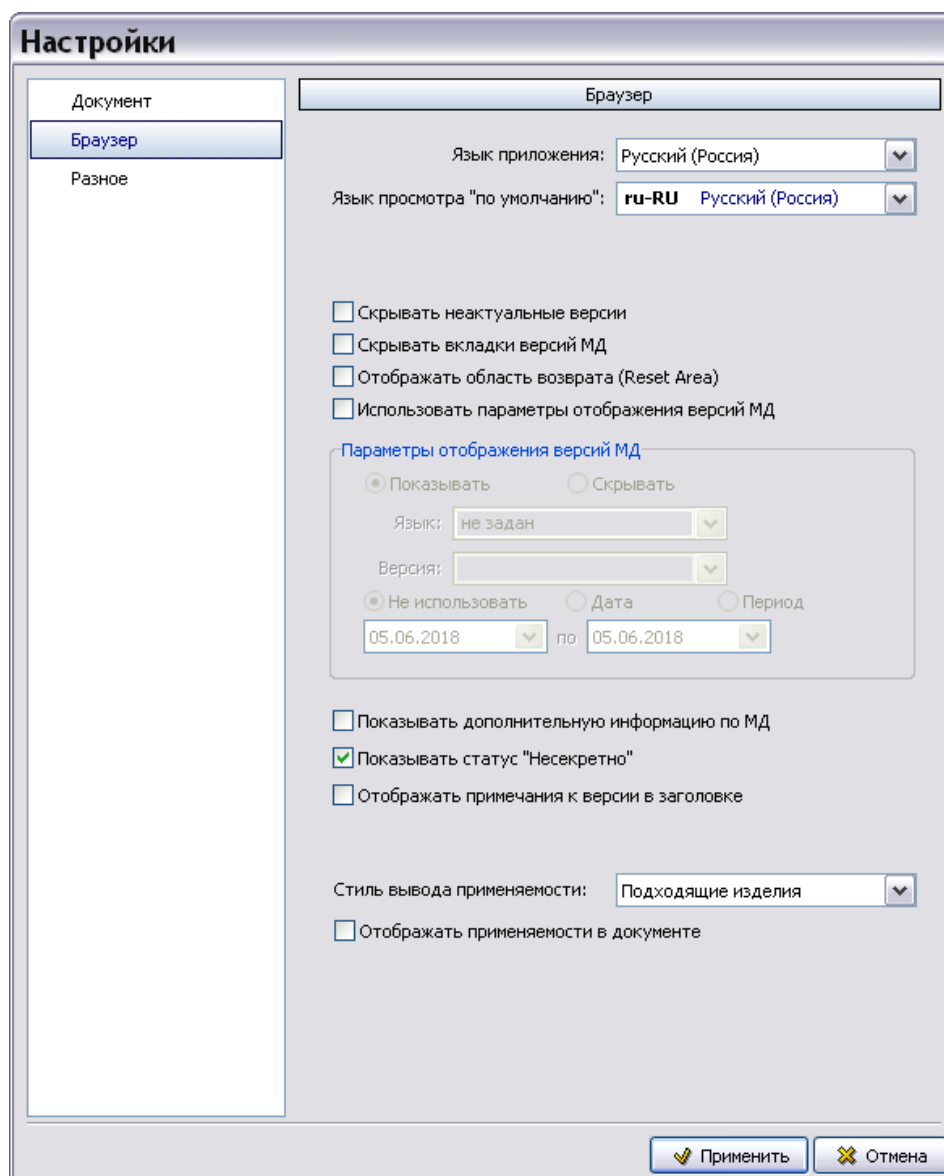 Настройки
Документ
Браузер
Разное
Браузер
Язык приложения: Русский (Россия)
Язык просмотра "по умолчанию": ru-RU Русский (Россия)
Скрывать неактуальные версии
Скрывать вкладки версий МД
Отображать область возврата (Reset Area)
Использовать параметры отображения версий МД
Параметры отображения версий МД
Показывать Скрывать
Язык: не задан
Версия:
Не использовать Дата Период
05.06.2018 по 05.06.2018
Показывать дополнительную информацию по МД
Показывать статус "Несекретно"
Отображать примечания к версии в заголовке
Стиль вывода применяемости: Подходящие изделия
Отображать применяемости в документе
Применить Отмена